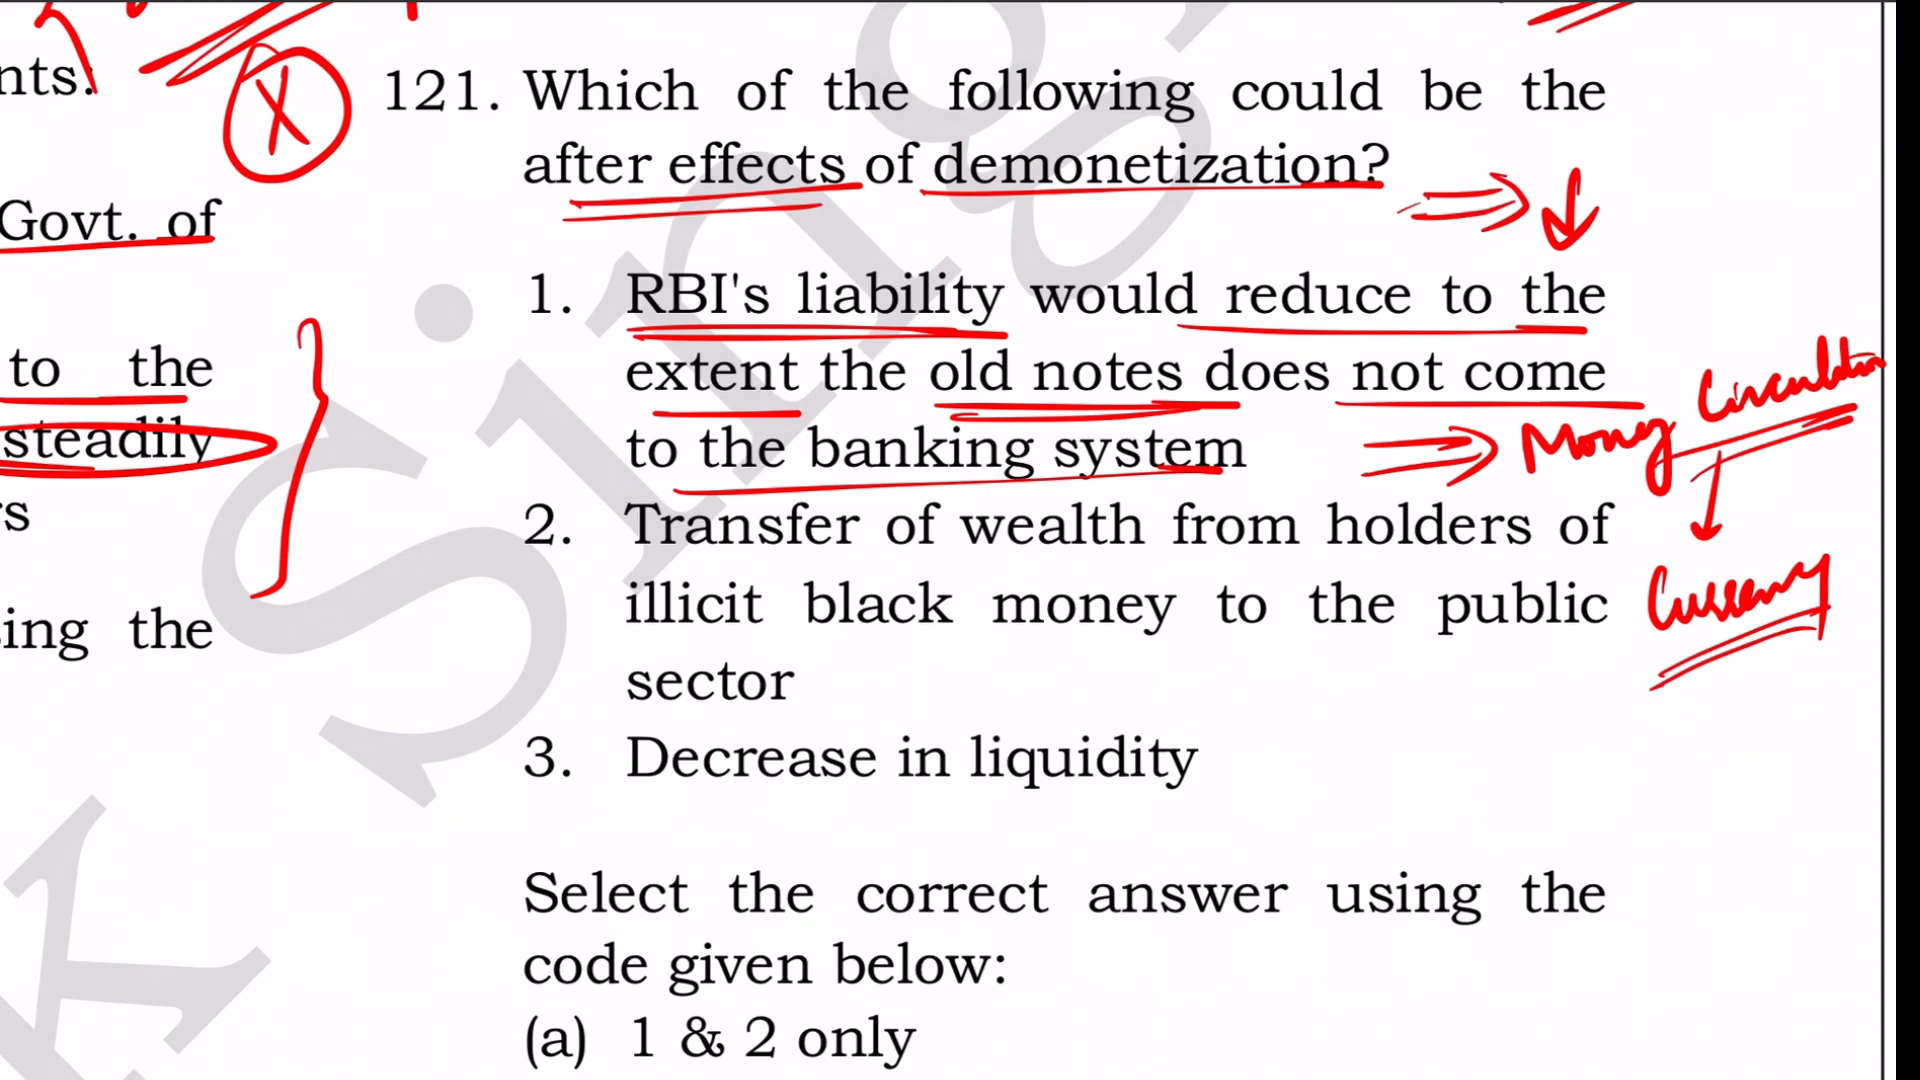 nts:
Govt. of
to the
steadily
rs
sing the
121. Which of the following could be the
after effects of demonetization?
1. RBI's liability would reduce to the
extent the old notes does not come
to the banking system
Money Circulation
2. Transfer of wealth from holders of
illicit black money to the public
sector
Currency
3. Decrease in liquidity
Select the correct answer using the
code given below:
(a) 1 & 2 only
k Sing